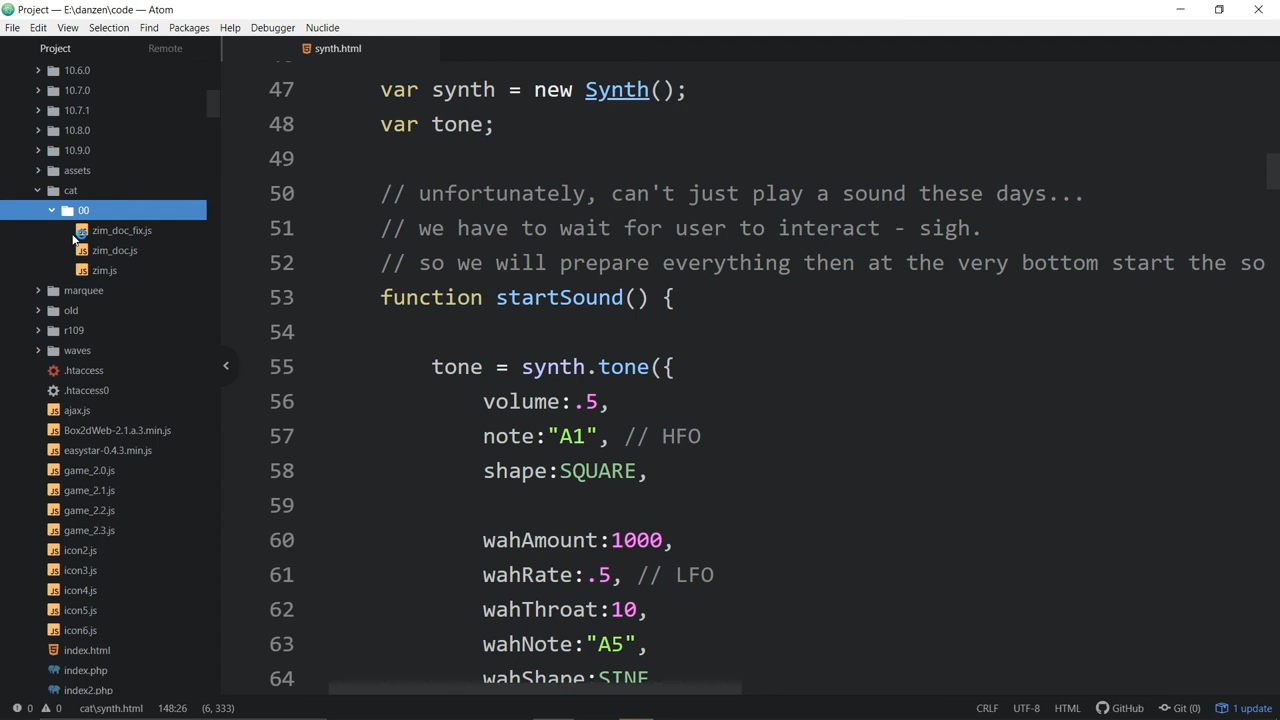 Project — E:\danzen\code — Atom
File Edit View Selection Find Packages Help Debugger Nuclide
Project Remote
synth.html
10.6.0
10.7.0
10.7.1
10.8.0
10.9.0
assets
cat
00
zim_doc_fix.js
zim_doc.js
zim.js
marquee
old
r109
waves
.htaccess
.htaccess0
ajax.js
Box2dWeb-2.1.a.3.min.js
easystar-0.4.3.min.js
game_2.0.js
game_2.1.js
game_2.2.js
game_2.3.js
icon2.js
icon3.js
icon4.js
icon5.js
icon6.js
index.html
index.php
index2.php
47 var synth = new Synth();
48 var tone;
49
50 // unfortunately, can't just play a sound these days...
51 // we have to wait for user to interact - sigh.
52 // so we will prepare everything then at the very bottom start the so
53 function startSound() {
54
55 tone = synth.tone({
56 volume:.5,
57 note:"A1", // HFO
58 shape:SQUARE,
59
60 wahAmount:1000,
61 wahRate:.5, // LFO
62 wahThroat:10,
63 wahNote:"A5",
64 wahShape:SINE
0 0 cat\synth.html 148:26 (6, 333) CRLF UTF-8 HTML GitHub Git (0) 1 update